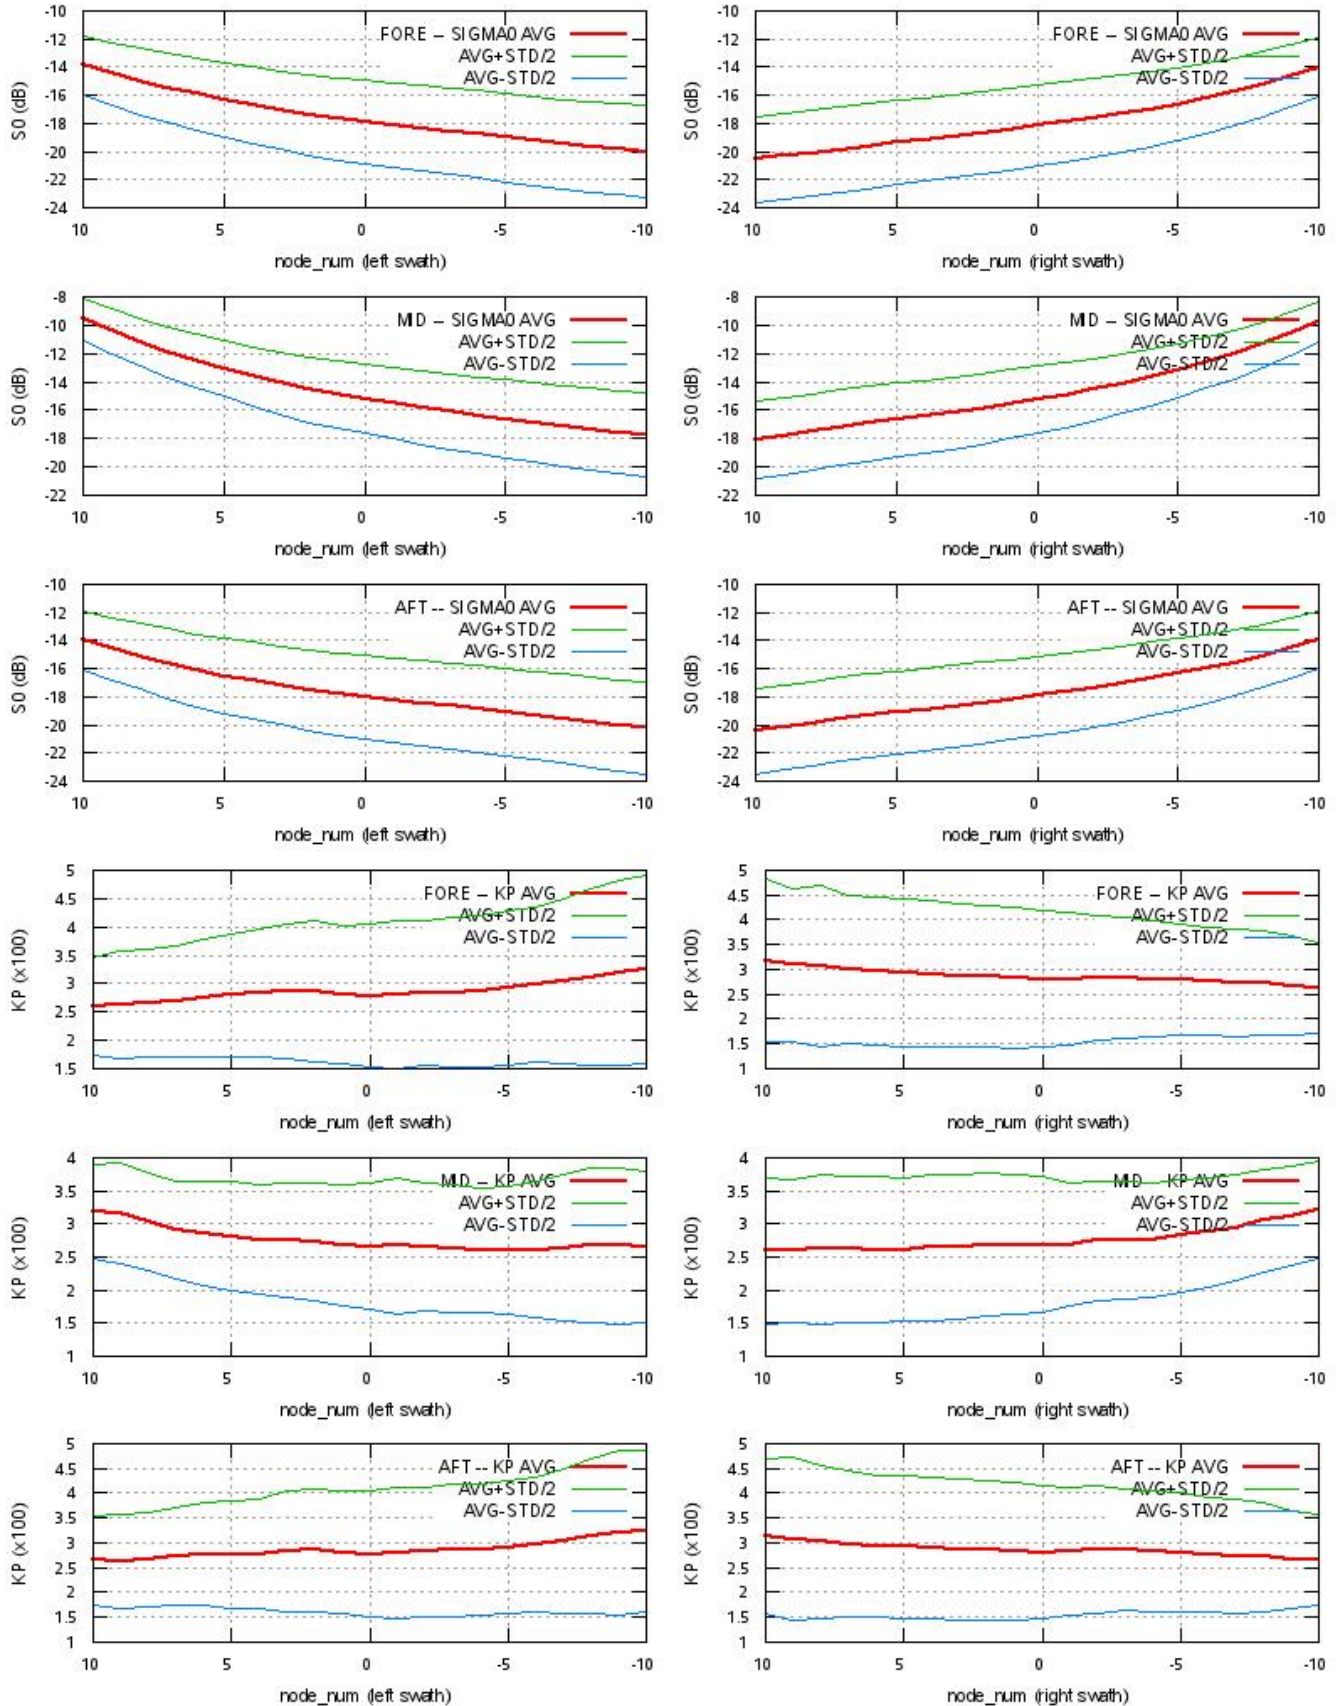 FORE -- SIGMA0 AVG
AVG+STD/2
AVG-STD/2
S0 (dB)
-10
-12
-14
-16
-18
-20
-22
-24
10 5 0 -5 -10
node_num (left swath)
FORE -- SIGMA0 AVG
AVG+STD/2
AVG-STD/2
S0 (dB)
-10
-12
-14
-16
-18
-20
-22
-24
10 5 0 -5 -10
node_num (right swath)
MID -- SIGMA0 AVG
AVG+STD/2
AVG-STD/2
S0 (dB)
-8
-10
-12
-14
-16
-18
-20
-22
10 5 0 -5 -10
node_num (left swath)
MID -- SIGMA0 AVG
AVG+STD/2
AVG-STD/2
S0 (dB)
-8
-10
-12
-14
-16
-18
-20
-22
10 5 0 -5 -10
node_num (right swath)
AFT -- SIGMA0 AVG
AVG+STD/2
AVG-STD/2
S0 (dB)
-10
-12
-14
-16
-18
-20
-22
-24
10 5 0 -5 -10
node_num (left swath)
AFT -- SIGMA0 AVG
AVG+STD/2
AVG-STD/2
S0 (dB)
-10
-12
-14
-16
-18
-20
-22
-24
10 5 0 -5 -10
node_num (right swath)
FORE -- KP AVG
AVG+STD/2
AVG-STD/2
KP (x100)
5
4.5
4
3.5
3
2.5
2
1.5
10 5 0 -5 -10
node_num (left swath)
FORE -- KP AVG
AVG+STD/2
AVG-STD/2
KP (x100)
5
4.5
4
3.5
3
2.5
2
1.5
1
10 5 0 -5 -10
node_num (right swath)
MID -- KP AVG
AVG+STD/2
AVG-STD/2
KP (x100)
4
3.5
3
2.5
2
1.5
1
10 5 0 -5 -10
node_num (left swath)
MID -- KP AVG
AVG+STD/2
AVG-STD/2
KP (x100)
4
3.5
3
2.5
2
1.5
1
10 5 0 -5 -10
node_num (right swath)
AFT -- KP AVG
AVG+STD/2
AVG-STD/2
KP (x100)
5
4.5
4
3.5
3
2.5
2
1.5
1
10 5 0 -5 -10
node_num (left swath)
AFT -- KP AVG
AVG+STD/2
AVG-STD/2
KP (x100)
5
4.5
4
3.5
3
2.5
2
1.5
1
10 5 0 -5 -10
node_num (right swath)